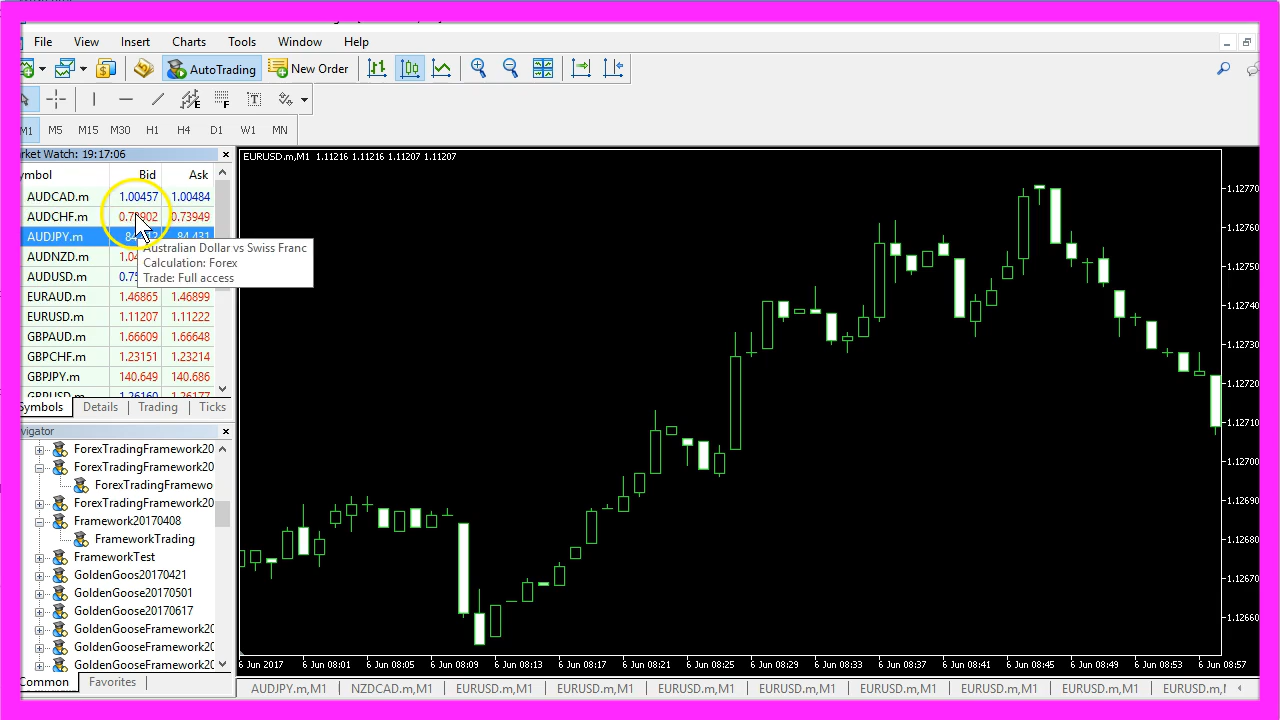 File View Insert Charts Tools Window Help
AutoTrading New Order
M1 M5 M15 M30 H1 H4 D1 W1 MN
arket Watch: 19:17:06
ymbol Bid Ask
AUDCAD.m 1.00457 1.00484
AUDCHF.m 0.73902 0.73949
AUDJPY.m 84.431
AUDNZD.m
AUDUSD.m
EURAUD.m 1.46865 1.46899
EURUSD.m 1.11207 1.11222
GBPAUD.m 1.66609 1.66648
GBPCHF.m 1.23151 1.23214
GBPJPY.m 140.649 140.686
GBPUSD.m 1.26160 1.26177
Australian Dollar vs Swiss Franc
Calculation: Forex
Trade: Full access
Symbols Details Trading Ticks
vigator
ForexTradingFramework20
ForexTradingFramework20
ForexTradingFramewo
ForexTradingFramework20
Framework20170408
FrameworkTrading
FrameworkTest
GoldenGoos20170421
GoldenGoose20170501
GoldenGoose20170617
GoldenGooseFramework20
GoldenGooseFramework20
GoldenGooseFramework20
Common Favorites
EURUSD.m,M1 1.11216 1.11216 1.11207 1.11207
1.12770
1.12760
1.12750
1.12740
1.12730
1.12720
1.12710
1.12700
1.12690
1.12680
1.12670
1.12660
6 Jun 2017 6 Jun 08:01 6 Jun 08:05 6 Jun 08:09 6 Jun 08:13 6 Jun 08:17 6 Jun 08:21 6 Jun 08:25 6 Jun 08:29 6 Jun 08:33 6 Jun 08:37 6 Jun 08:41 6 Jun 08:45 6 Jun 08:49 6 Jun 08:53 6 Jun 08:57
AUDJPY.m,M1 NZDCAD.m,M1 EURUSD.m,M1 EURUSD.m,M1 EURUSD.m,M1 EURUSD.m,M1 EURUSD.m,M1 EURUSD.m,M1 EURUSD.m,M1 EURUSD.m,M